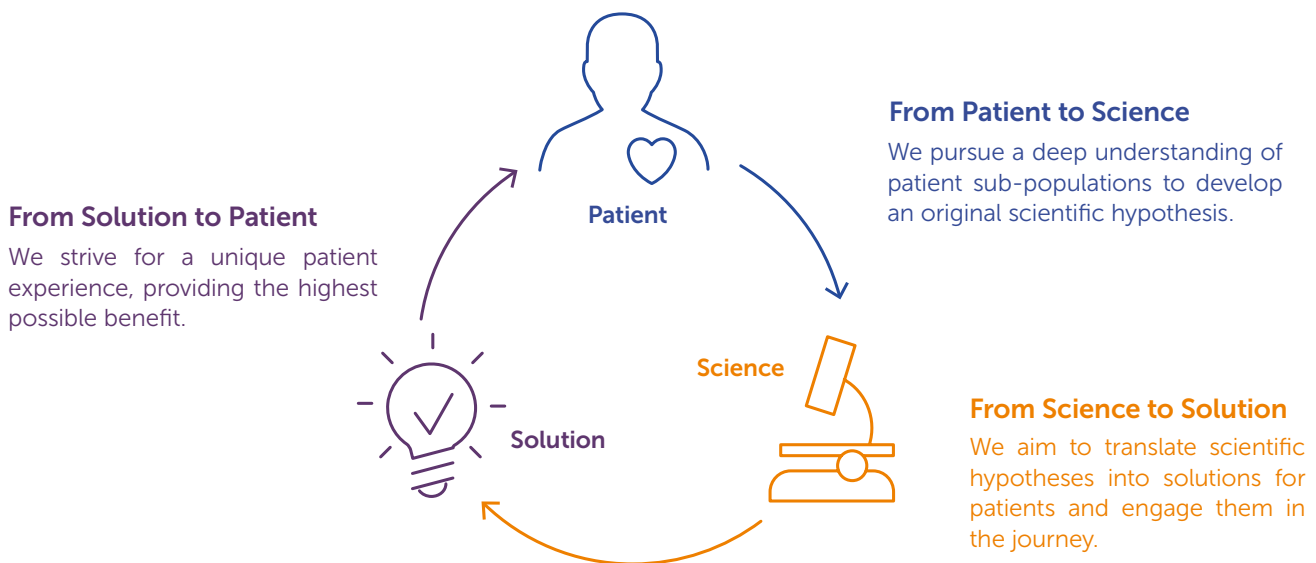 From Patient to Science
We pursue a deep understanding of
patient sub-populations to develop
an original scientific hypothesis.
Patient
From Solution to Patient
We strive for a unique patient
experience, providing the highest
possible benefit.
Science
From Science to Solution
We aim to translate scientific
hypotheses into solutions for
patients and engage them in
the journey.
Solution